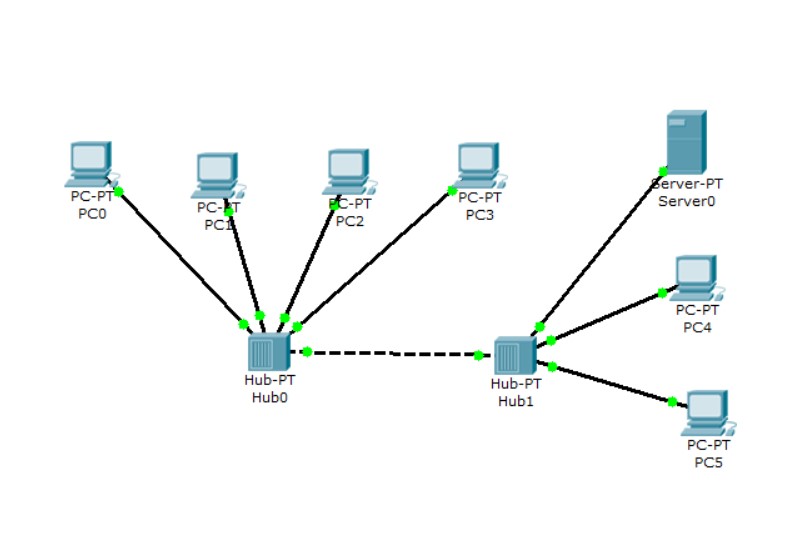 PC-PT
PC0
PC-PT
PC1
PC-PT
PC2
PC-PT
PC3
Server-PT
Server0
PC-PT
PC4
Hub-PT
Hub0
Hub-PT
Hub1
PC-PT
PC5